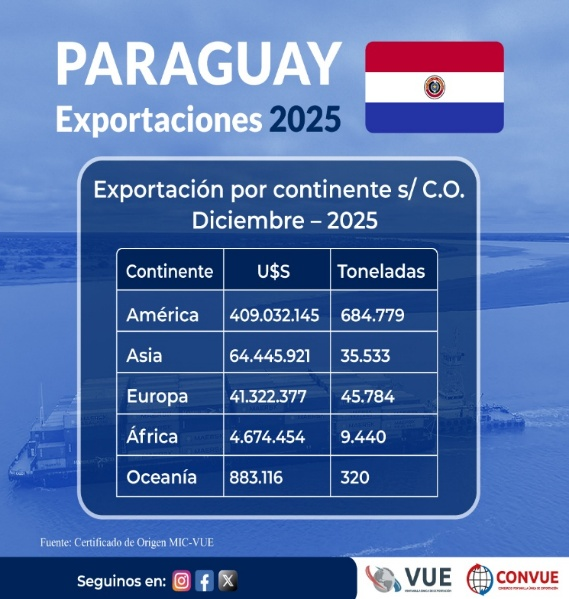 PARAGUAY
Exportaciones 2025
Exportación por continente s/ C.O.
Diciembre – 2025
Continente U$S Toneladas
América 409.032.145 684.779
Asia 64.445.921 35.533
Europa 41.322.377 45.784
África 4.674.454 9.440
Oceanía 883.116 320
Fuente: Certificado de Origen MIC-VUE
Seguinos en:
VUE
CONVUE